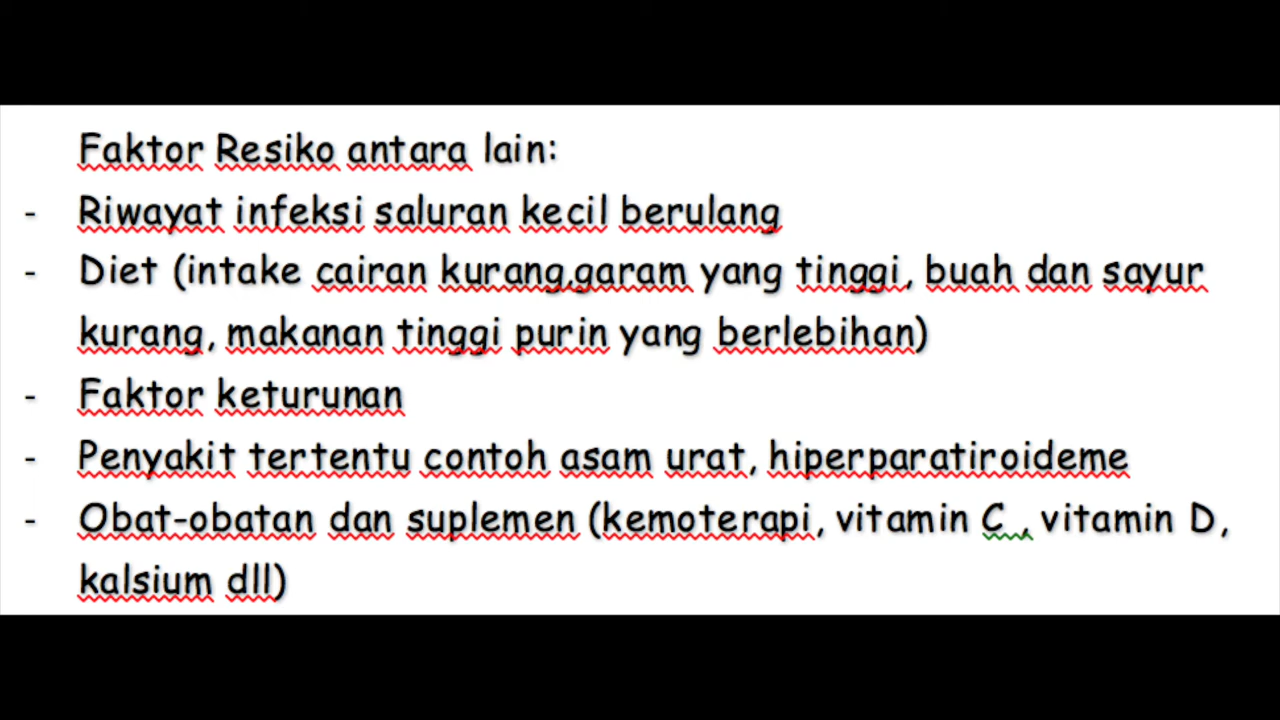 Faktor Resiko antara lain:
- Riwayat infeksi saluran kecil berulang
- Diet (intake cairan kurang,garam yang tinggi, buah dan sayur
kurang, makanan tinggi purin yang berlebihan)
- Faktor keturunan
- Penyakit tertentu contoh asam urat, hiperparatiroideme
- Obat-obatan dan suplemen (kemoterapi, vitamin C , vitamin D,
kalsium dll)